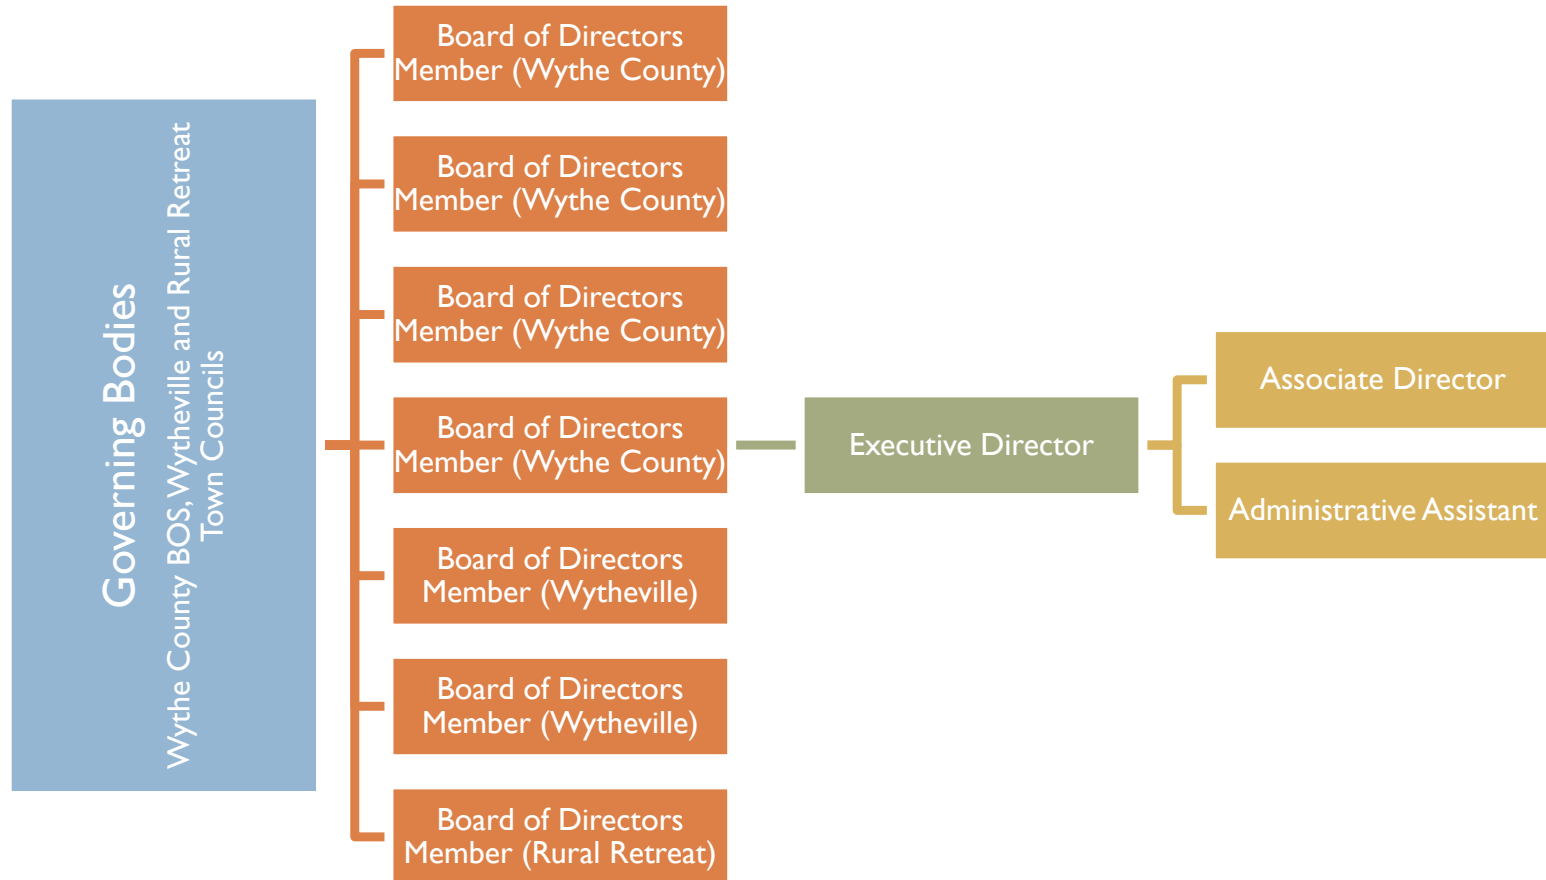 Governing Bodies
Wythe County BOS, Wytheville and Rural Retreat
Town Councils
Board of Directors
Member (Wythe County)
Board of Directors
Member (Wythe County)
Board of Directors
Member (Wythe County)
Board of Directors
Member (Wythe County)
Board of Directors
Member (Wytheville)
Board of Directors
Member (Wytheville)
Board of Directors
Member (Rural Retreat)
Executive Director
Associate Director
Administrative Assistant